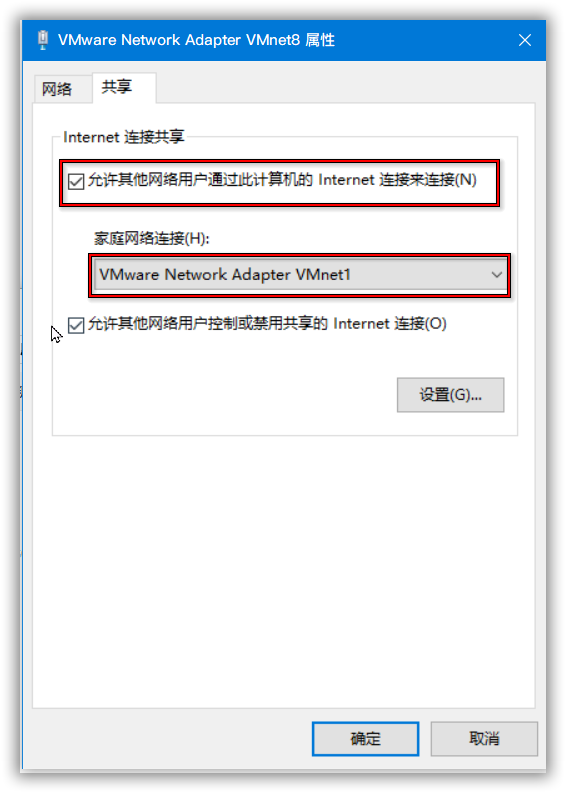 VMware Network Adapter VMnet8 属性
网络 共享
Internet 连接共享
允许其他网络用户通过此计算机的 Internet 连接来连接(N)
家庭网络连接(H):
VMware Network Adapter VMnet1
允许其他网络用户控制或禁用共享的 Internet 连接(O)
设置(G)...
确定 取消